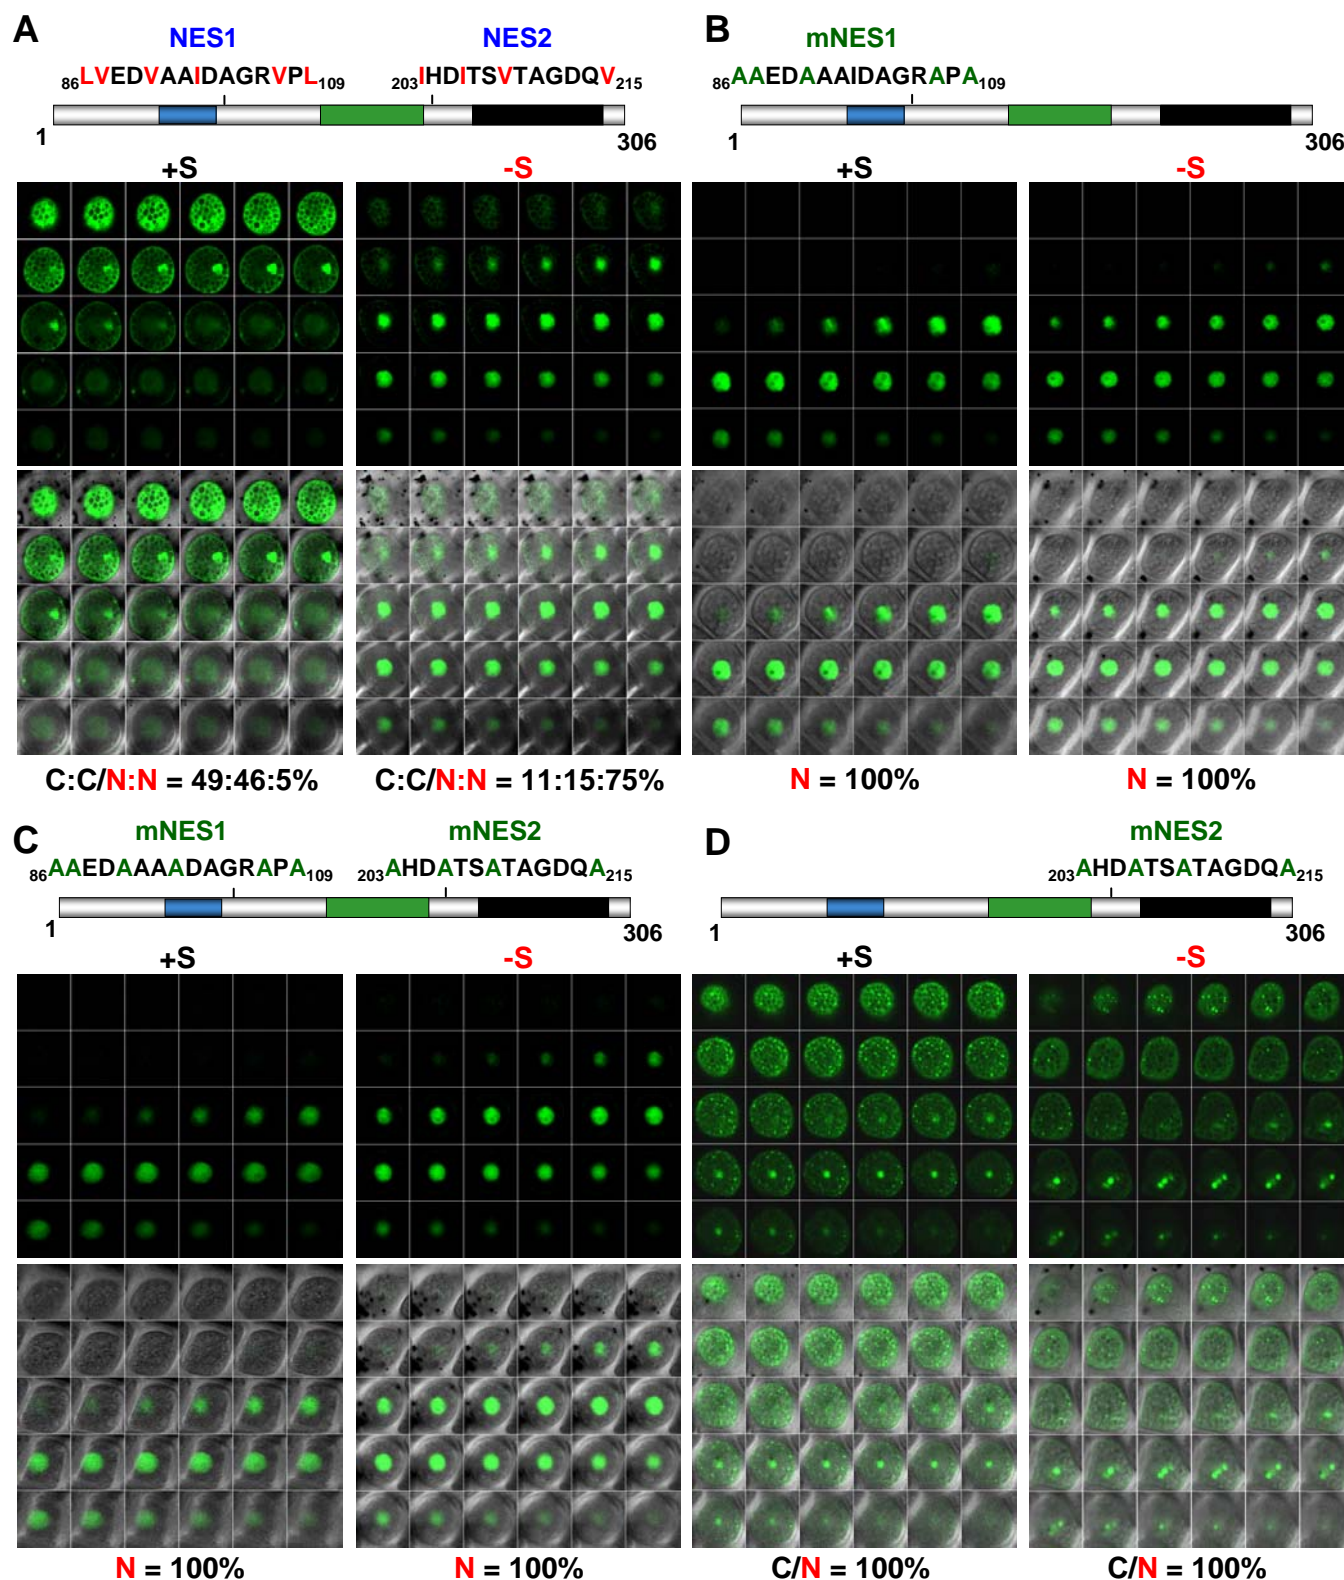 A
NES1 NES2
86LVEDVAAIDAGRVPL109 203IHDITSVTAGDQV215
1 306
+S -S
C:C/N:N = 49:46:5% C:C/N:N = 11:15:75%
B
mNES1
86AAEDAAAIDAGRAPA109
1 306
+S -S
N = 100% N = 100%
C
mNES1 mNES2
86AAEDAAAADAGRAPA109 203AHDATSATAGDQA215
1 306
+S -S
N = 100% N = 100%
D
mNES2
203AHDATSATAGDQA215
1 306
+S -S
C/N = 100% C/N = 100%